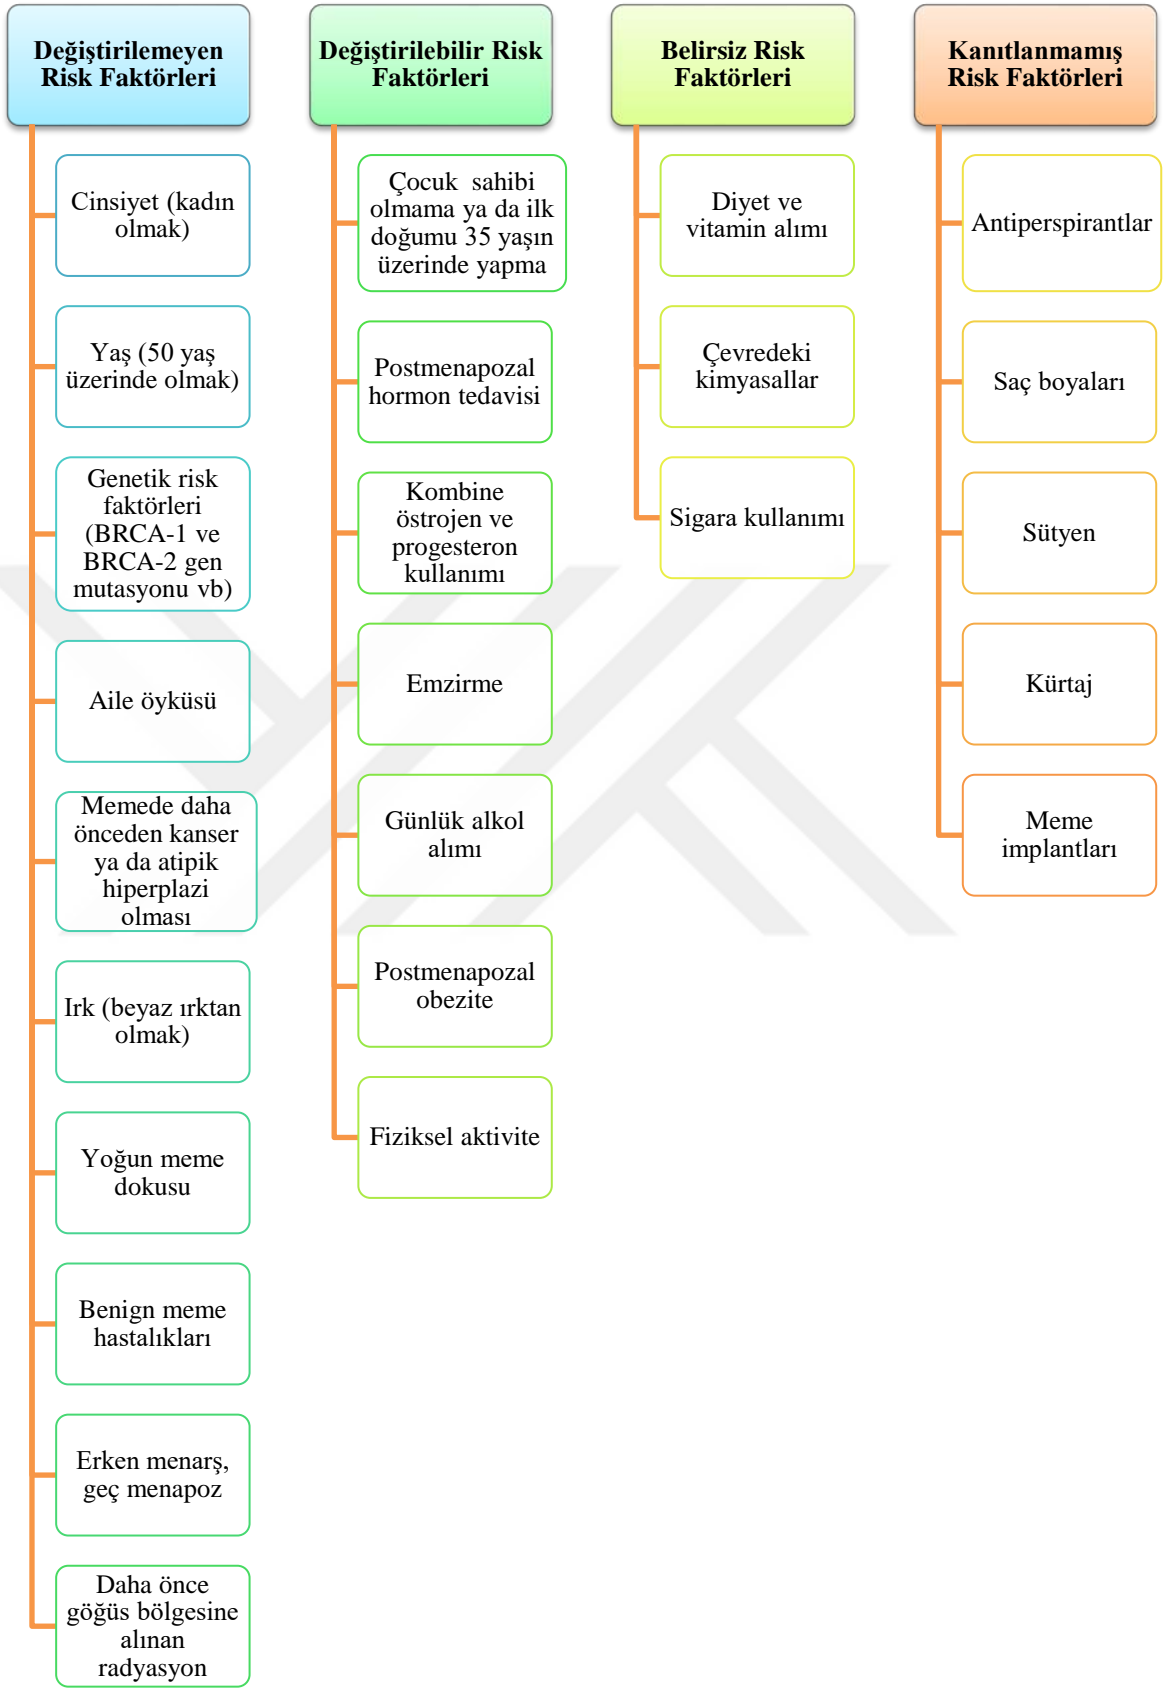 Değiştirilemeyen
Risk Faktörleri
Cinsiyet (kadın
olmak)
Yaş (50 yaş
üzerinde olmak)
Genetik risk
faktörleri
(BRCA-1 ve
BRCA-2 gen
mutasyonu vb)
Aile öyküsü
Memede daha
önceden kanser
ya da atipik
hiperplazi
olması
Irk (beyaz ırktan
olmak)
Yoğun meme
dokusu
Benign meme
hastalıkları
Erken menarş,
geç menapoz
Daha önce
göğüs bölgesine
alınan
radyasyon
Değiştirilebilir Risk
Faktörleri
Çocuk sahibi
olmama ya da ilk
doğumu 35 yaşın
üzerinde yapma
Postmenapozal
hormon tedavisi
Kombine
östrojen ve
progesteron
kullanımı
Emzirme
Günlük alkol
alımı
Postmenapozal
obezite
Fiziksel aktivite
Belirsiz Risk
Faktörleri
Diyet ve
vitamin alımı
Çevredeki
kimyasallar
Sigara kullanımı
Kanıtlanmamış
Risk Faktörleri
Antiperspirantlar
Saç boyaları
Sütyen
Kürtaj
Meme
implantları